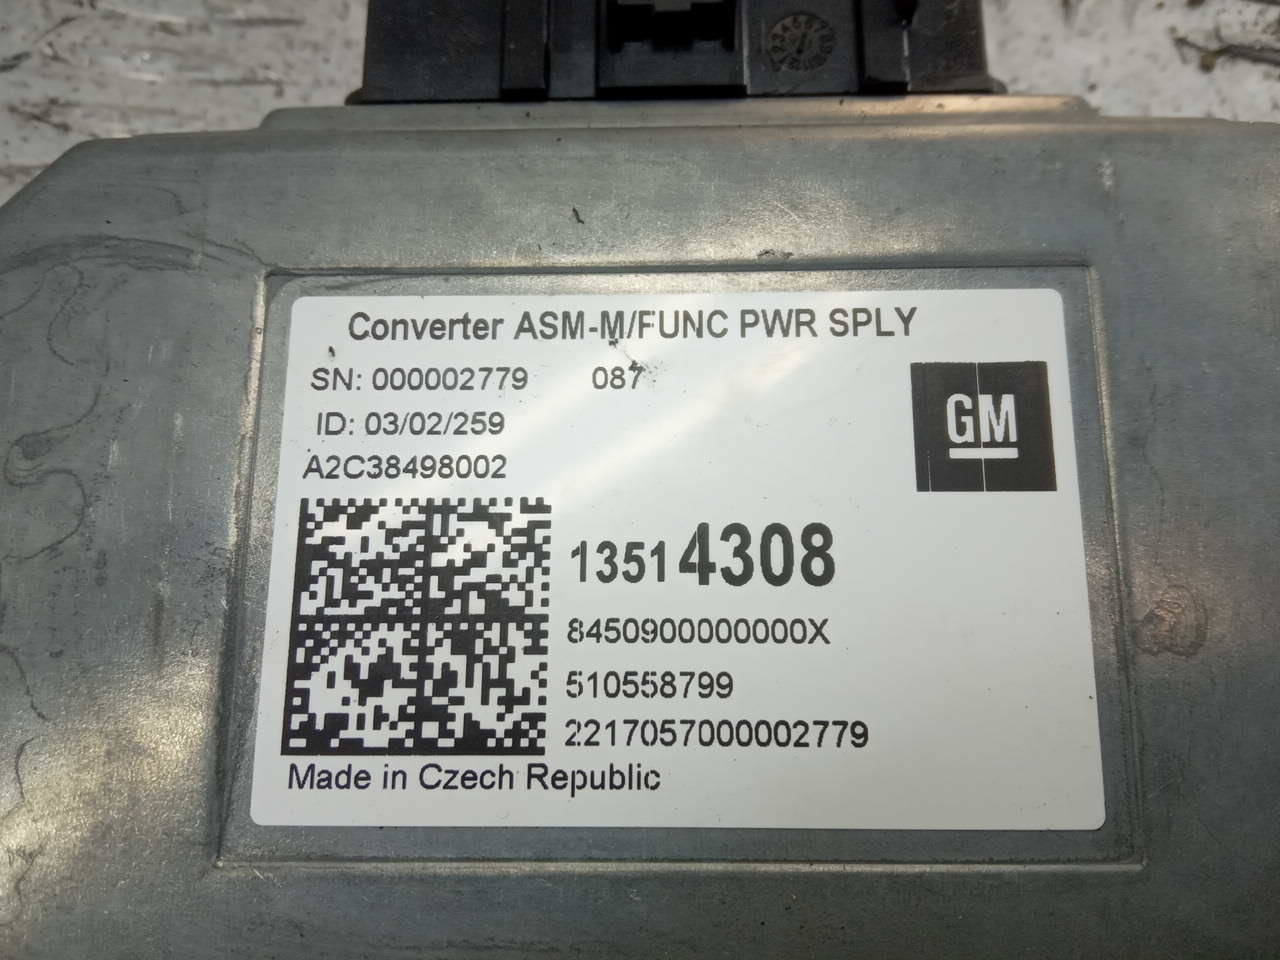 Converter ASM-M/FUNC PWR SPLY
SN: 000002779 087
ID: 03/02/259
A2C38498002
GM
13514308
8450900000000X
510558799
2217057000002779
Made in Czech Republic